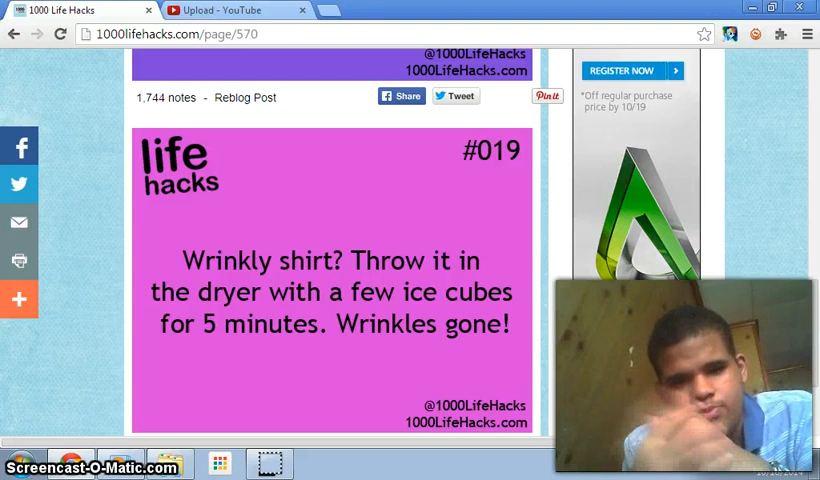 1000 Life Hacks
Upload - YouTube
1000lifehacks.com/page/570
@1000LifeHacks
1000LifeHacks.com
1,744 notes - Reblog Post
Share
Tweet
Pin it
REGISTER NOW
*Off regular purchase
price by 10/19
life
hacks
#019
Wrinkly shirt? Throw it in
the dryer with a few ice cubes
for 5 minutes. Wrinkles gone!
@1000LifeHacks
1000LifeHacks.com
Screencast-O-Matic.com